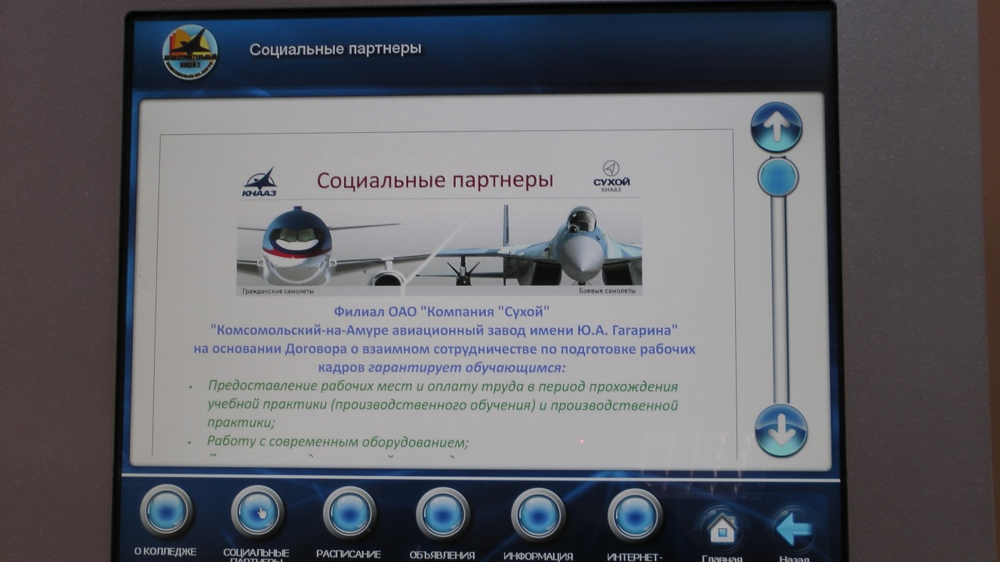 Социальные партнеры
КНААЗ
Социальные партнеры
СУХОЙ
КНААЗ
Гражданские самолеты
Боевые самолеты
Филиал ОАО "Компания "Сухой"
"Комсомольский-на-Амуре авиационный завод имени Ю.А. Гагарина"
на основании Договора о взаимном сотрудничестве по подготовке рабочих
кадров гарантирует обучающимся:
Предоставление рабочих мест и оплату труда в период прохождения
учебной практики (производственного обучения) и производственной
практики;
Работу с современным оборудованием;
О КОЛЛЕДЖЕ
СОЦИАЛЬНЫЕ
ПАРТНЕРЫ
РАСПИСАНИЕ
ОБЪЯВЛЕНИЯ
ИНФОРМАЦИЯ
ИНТЕРНЕТ-
Главная
Назад